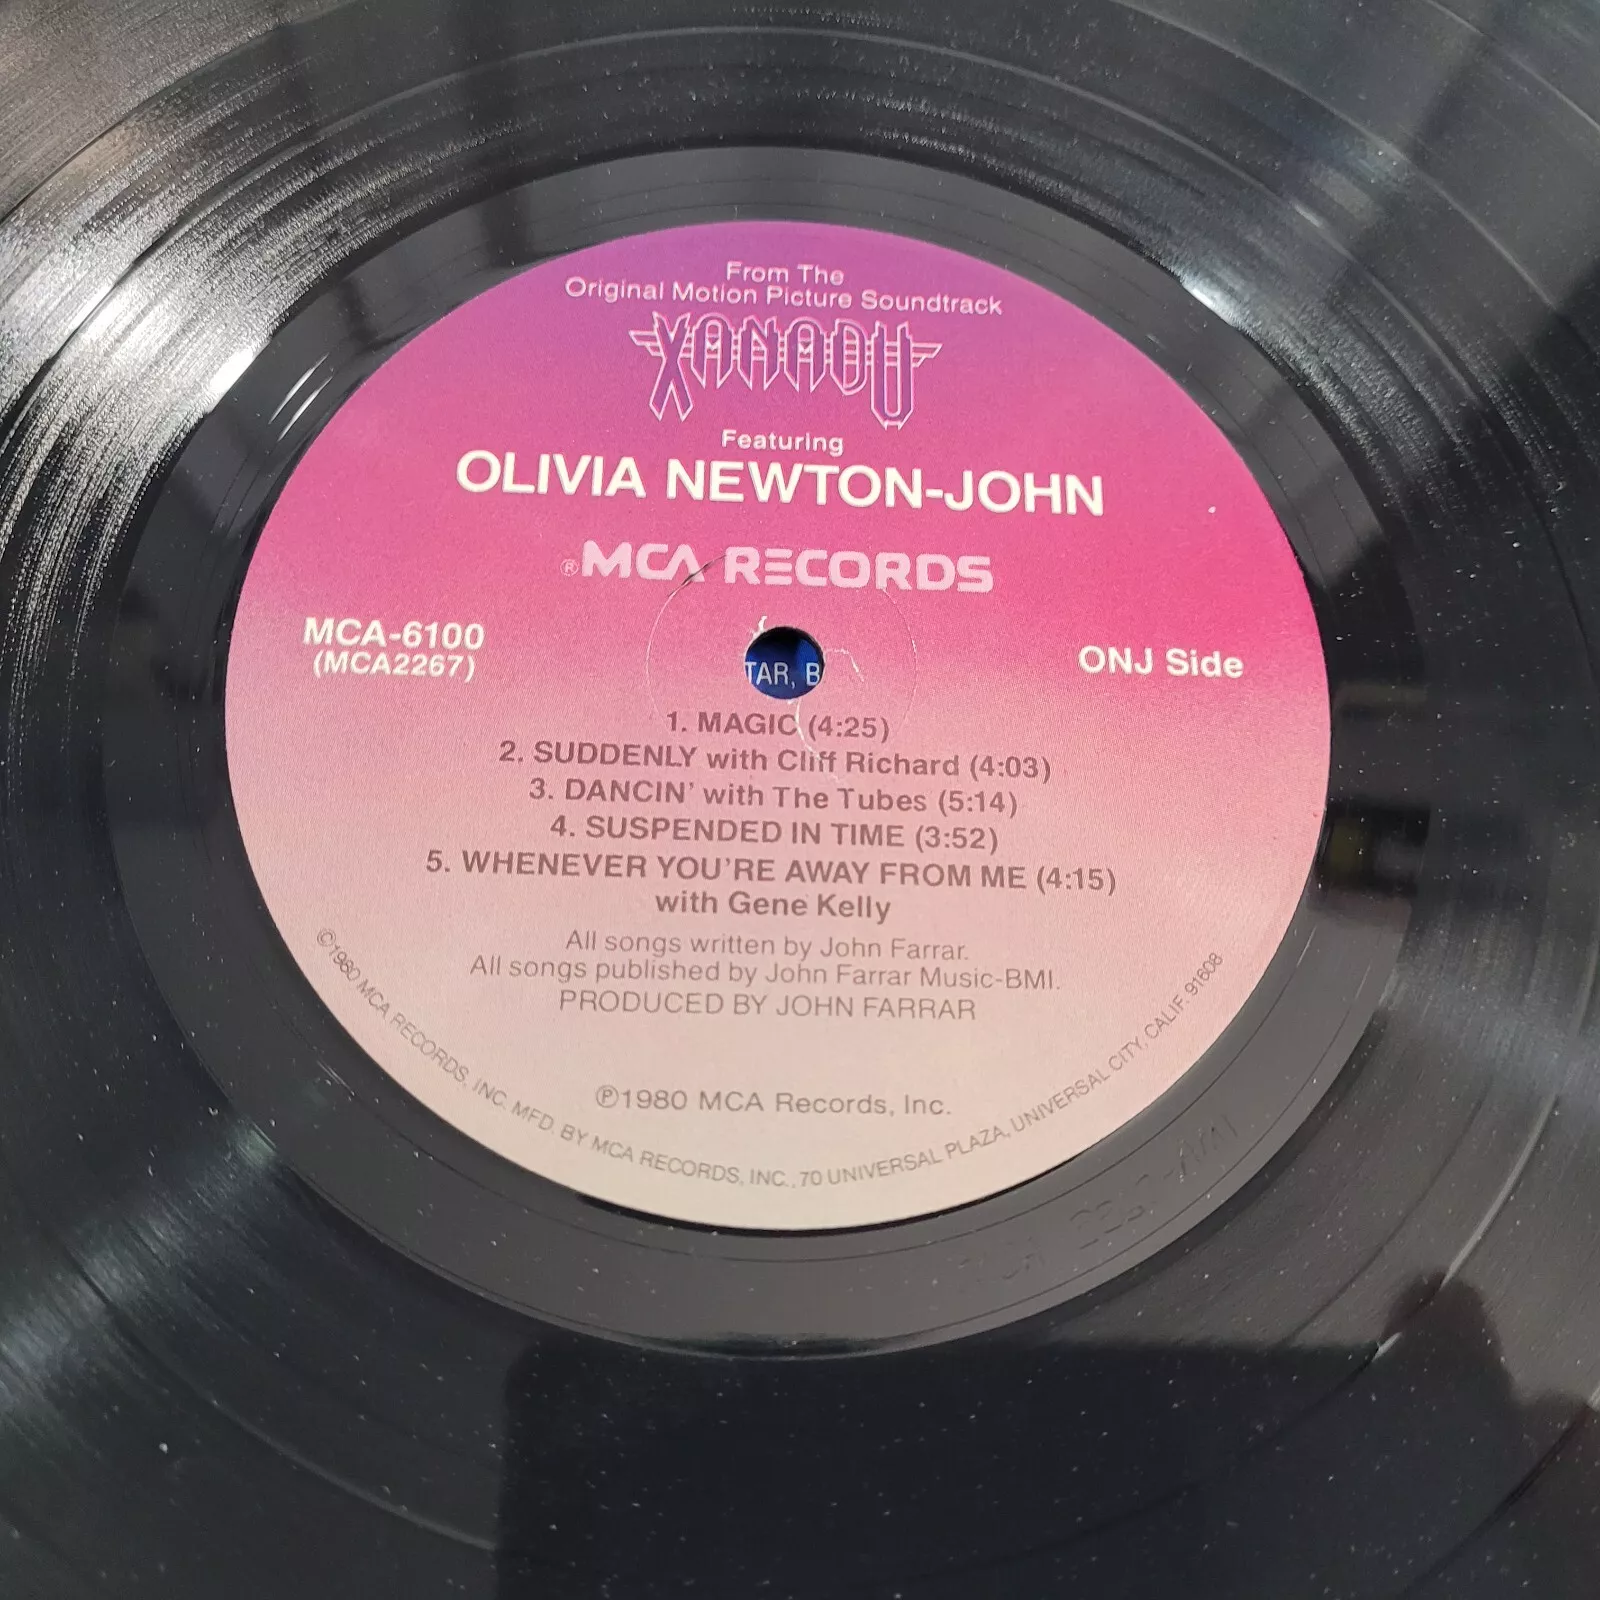 From The
Original Motion Picture Soundtrack
XANADU
Featuring
OLIVIA NEWTON-JOHN
®MCA RECORDS
MCA-6100
(MCA2267)
ONJ Side
TAR, B
1. MAGIC (4:25)
2. SUDDENLY with Cliff Richard (4:03)
3. DANCIN' with The Tubes (5:14)
4. SUSPENDED IN TIME (3:52)
5. WHENEVER YOU'RE AWAY FROM ME (4:15)
with Gene Kelly
All songs written by John Farrar.
All songs published by John Farrar Music-BMI.
PRODUCED BY JOHN FARRAR
℗1980 MCA Records, Inc.
©1980 MCA RECORDS, INC. MFD. BY MCA RECORDS, INC., 70 UNIVERSAL PLAZA, UNIVERSAL CITY, CALIF. 91608